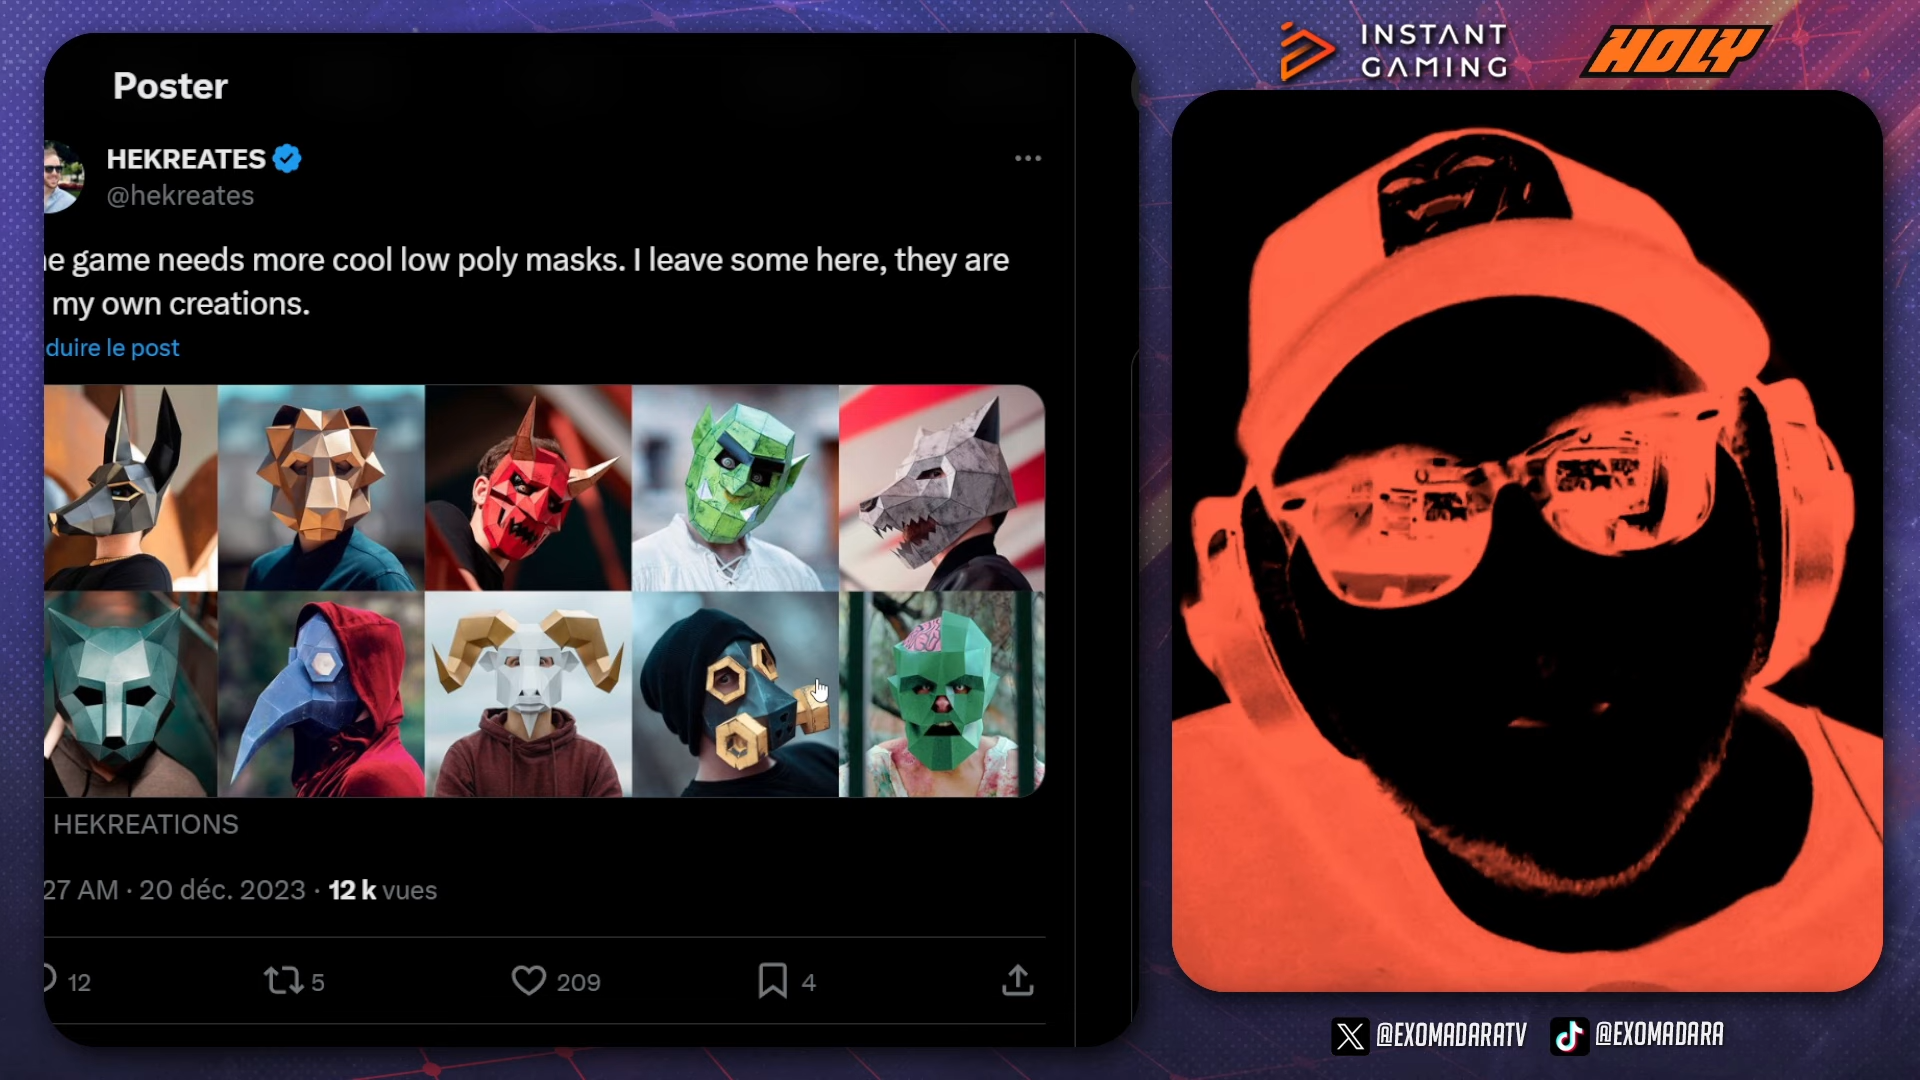 Poster
HEKREATES
@hekreates
e game needs more cool low poly masks. I leave some here, they are
my own creations.
duire le post
HEKREATIONS
27 AM · 20 déc. 2023 · 12 k vues
12
5
209
4
INSTANT
GAMING
HOLY
@EXOMADARATV
@EXOMADARA